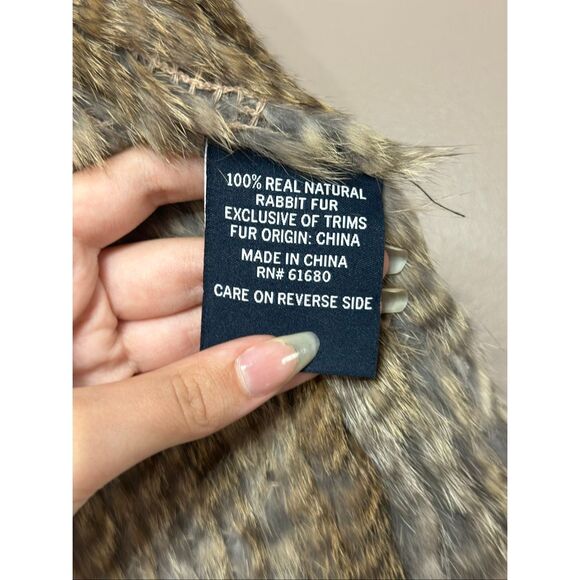 100% REAL NATURAL
RABBIT FUR
EXCLUSIVE OF TRIMS
FUR ORIGIN: CHINA
MADE IN CHINA
RN# 61680
CARE ON REVERSE SIDE